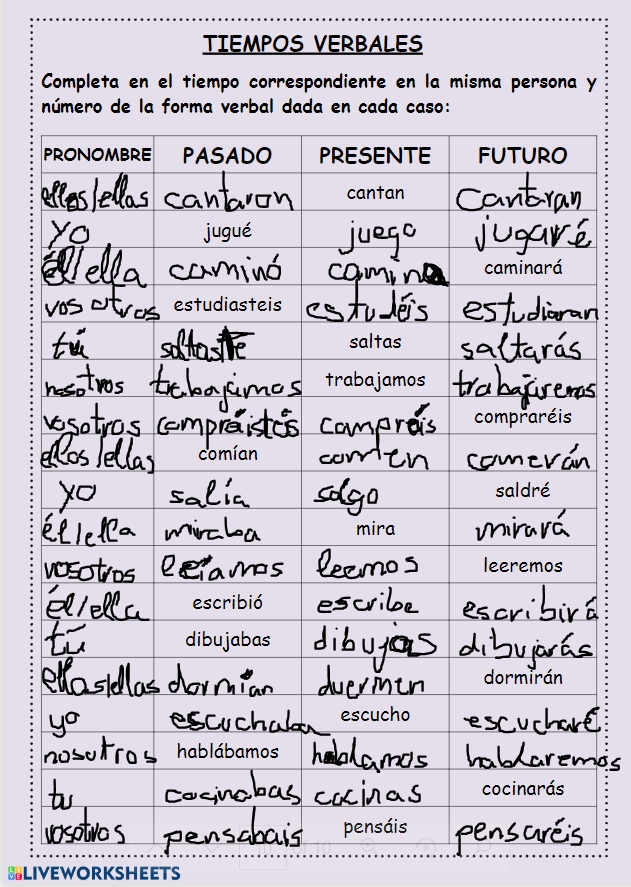 TIEMPOS VERBALES
Completa en el tiempo correspondiente en la misma persona y
número de la forma verbal dada en cada caso:
PRONOMBRE PASADO PRESENTE FUTURO
ellos/ellas cantaron cantan cantaran
yo jugué juego jugaré
él/ella caminó camina caminará
vosotros estudiasteis estudéis estudiaran
tú saltaste saltas saltarás
nosotros trabajamos trabajamos trabajaremos
vosotros compráistes compráis compraréis
ellos/ellas comían comen comerán
yo salía salgo saldré
él/ella miraba mira mirará
vosotros leíamos leemos leeremos
él/ella escribió escribe escribirá
tú dibujabas dibujas dibujarás
ellos/ellas dormían duermen dormirán
yo escuchaba escucho escucharé
nosotros hablábamos hablamos hablaremos
tu cocinabas cocinas cocinarás
vosotros pensabais pensáis pensaréis
LIVEWORKSHEETS